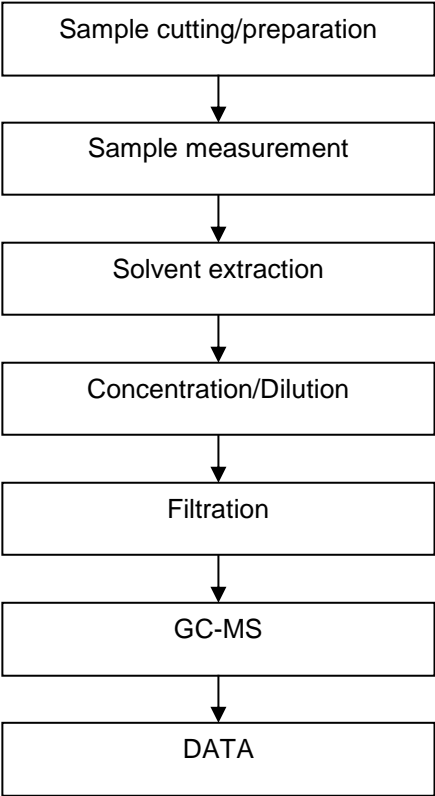 Sample cutting/preparation
Sample measurement
Solvent extraction
Concentration/Dilution
Filtration
GC-MS
DATA